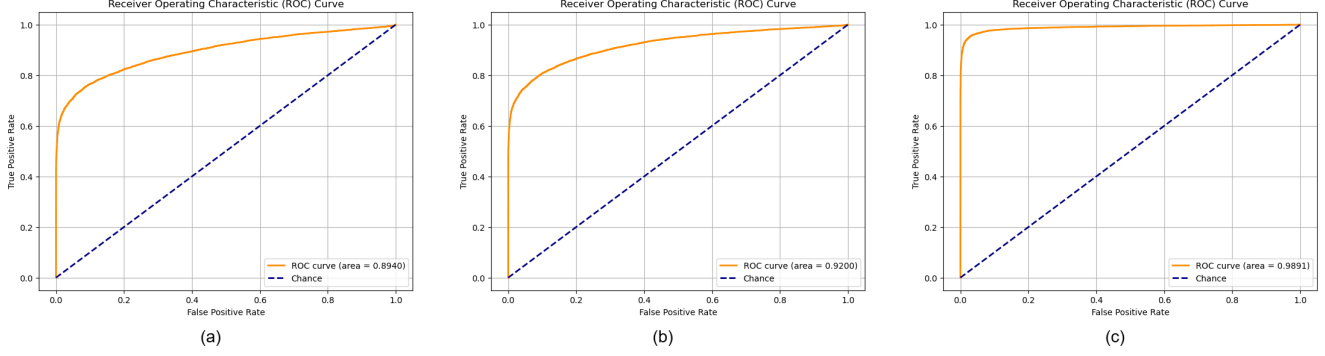 Receiver Operating Characteristic (ROC) Curve
1.0
0.8
0.6
0.4
0.2
0.0
True Positive Rate
ROC curve (area = 0.8940)
Chance
0.0 0.2 0.4 0.6 0.8 1.0
False Positive Rate
(a)
Receiver Operating Characteristic (ROC) Curve
1.0
0.8
0.6
0.4
0.2
0.0
True Positive Rate
ROC curve (area = 0.9200)
Chance
0.0 0.2 0.4 0.6 0.8 1.0
False Positive Rate
(b)
Receiver Operating Characteristic (ROC) Curve
1.0
0.8
0.6
0.4
0.2
0.0
True Positive Rate
ROC curve (area = 0.9891)
Chance
0.0 0.2 0.4 0.6 0.8 1.0
False Positive Rate
(c)